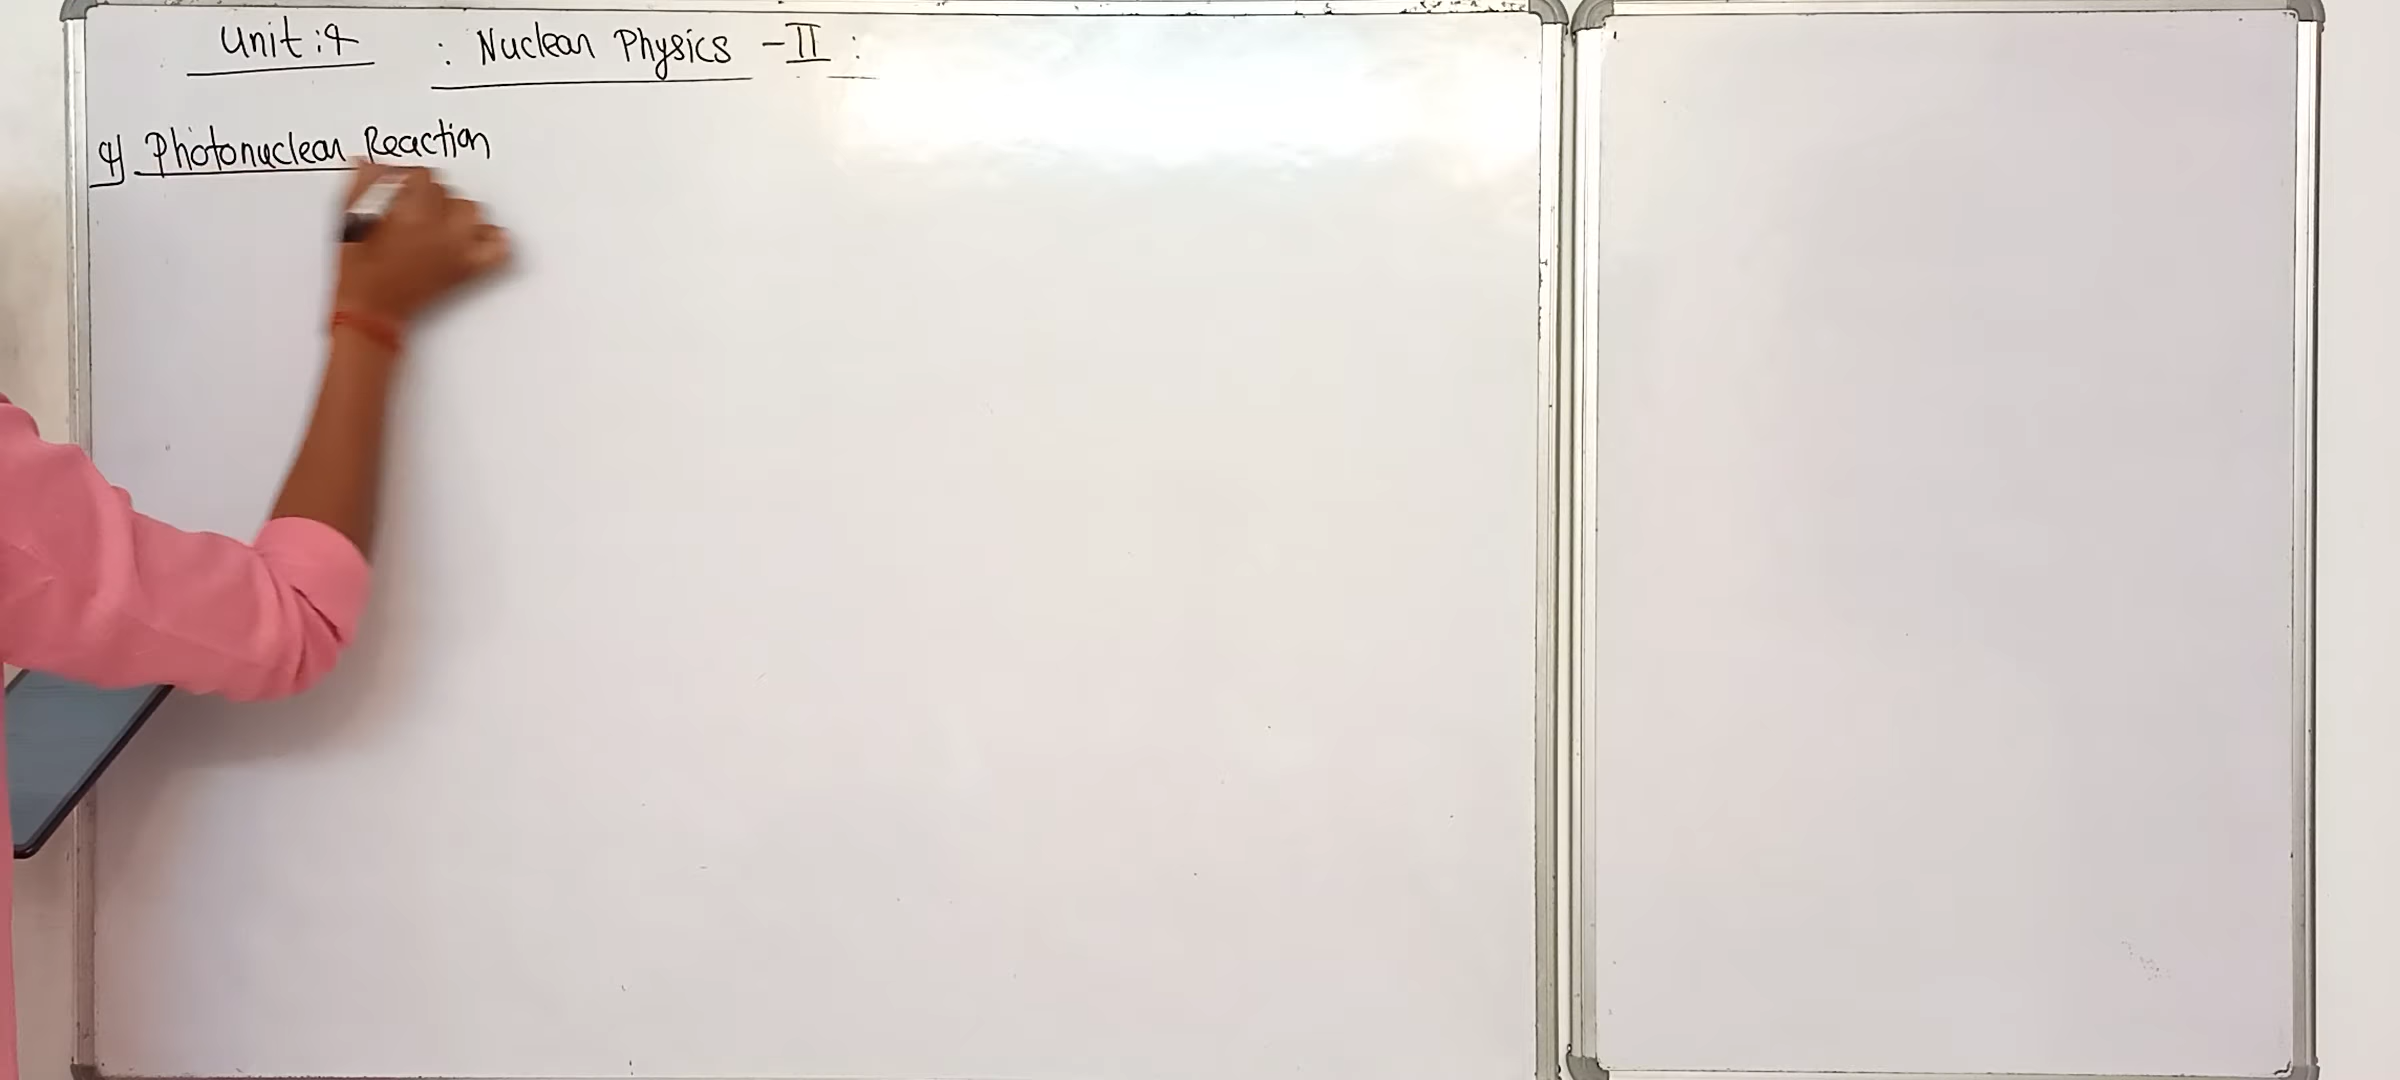 Unit:4 : Nuclear Physics - II :
4) Photonuclear Reaction